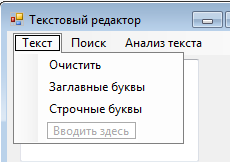 Текстовый редактор
Текст Поиск Анализ текста
Очистить
Заглавные буквы
Строчные буквы
Вводить здесь